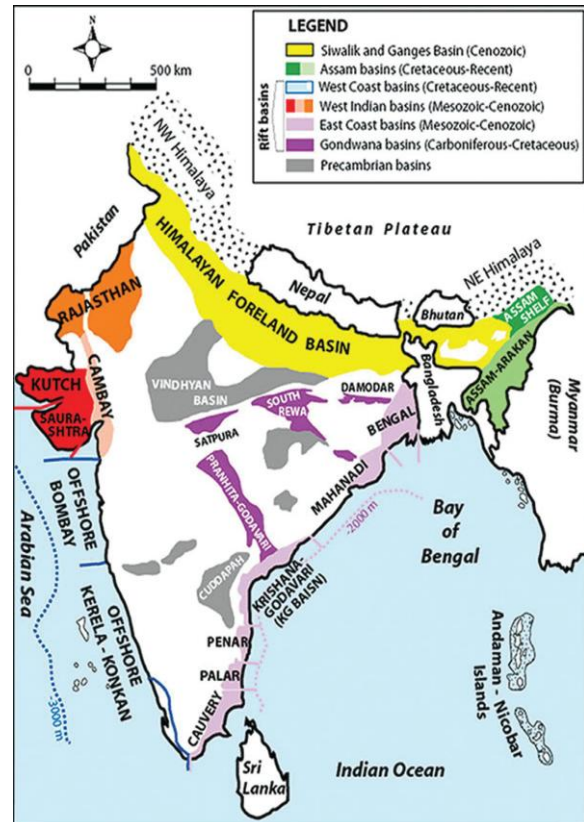 LEGEND
Siwalik and Ganges Basin (Cenozoic)
Assam basins (Cretaceous-Recent)
West Coast basins (Cretaceous-Recent)
West Indian basins (Mesozoic-Cenozoic)
East Coast basins (Mesozoic-Cenozoic)
Gondwana basins (Carboniferous-Cretaceous)
Precambrian basins
Rift basins
0
500 km
NW Himalaya
Pakistan
Tibetan Plateau
HIMALAYAN FORELAND BASIN
Nepal
NE Himalaya
Bhutan
ASSAM
SHELF
ASSAM-ARAKAN
RAJASTHAN
Bangladesh
Myanmar
(Burma)
KUTCH
SAURA-
SHTRA
CAMBAY
VINDHYAN
BASIN
SOUTH
REWA
DAMODAR
SATPURA
BENGAL
MAHANADI
PRANHITA-GODAVARI
OFFSHORE
BOMBAY
Arabian Sea
-2000 m
Bay
of
Bengal
CUDDAPAH
KRISHANA-
GODAVARI
(KG BAISN)
OFFSHORE
KERELA - KONKAN
-3000 m
PENAR
PALAR
CAUVERY
Andaman - Nicobar
Islands
Sri
Lanka
Indian Ocean